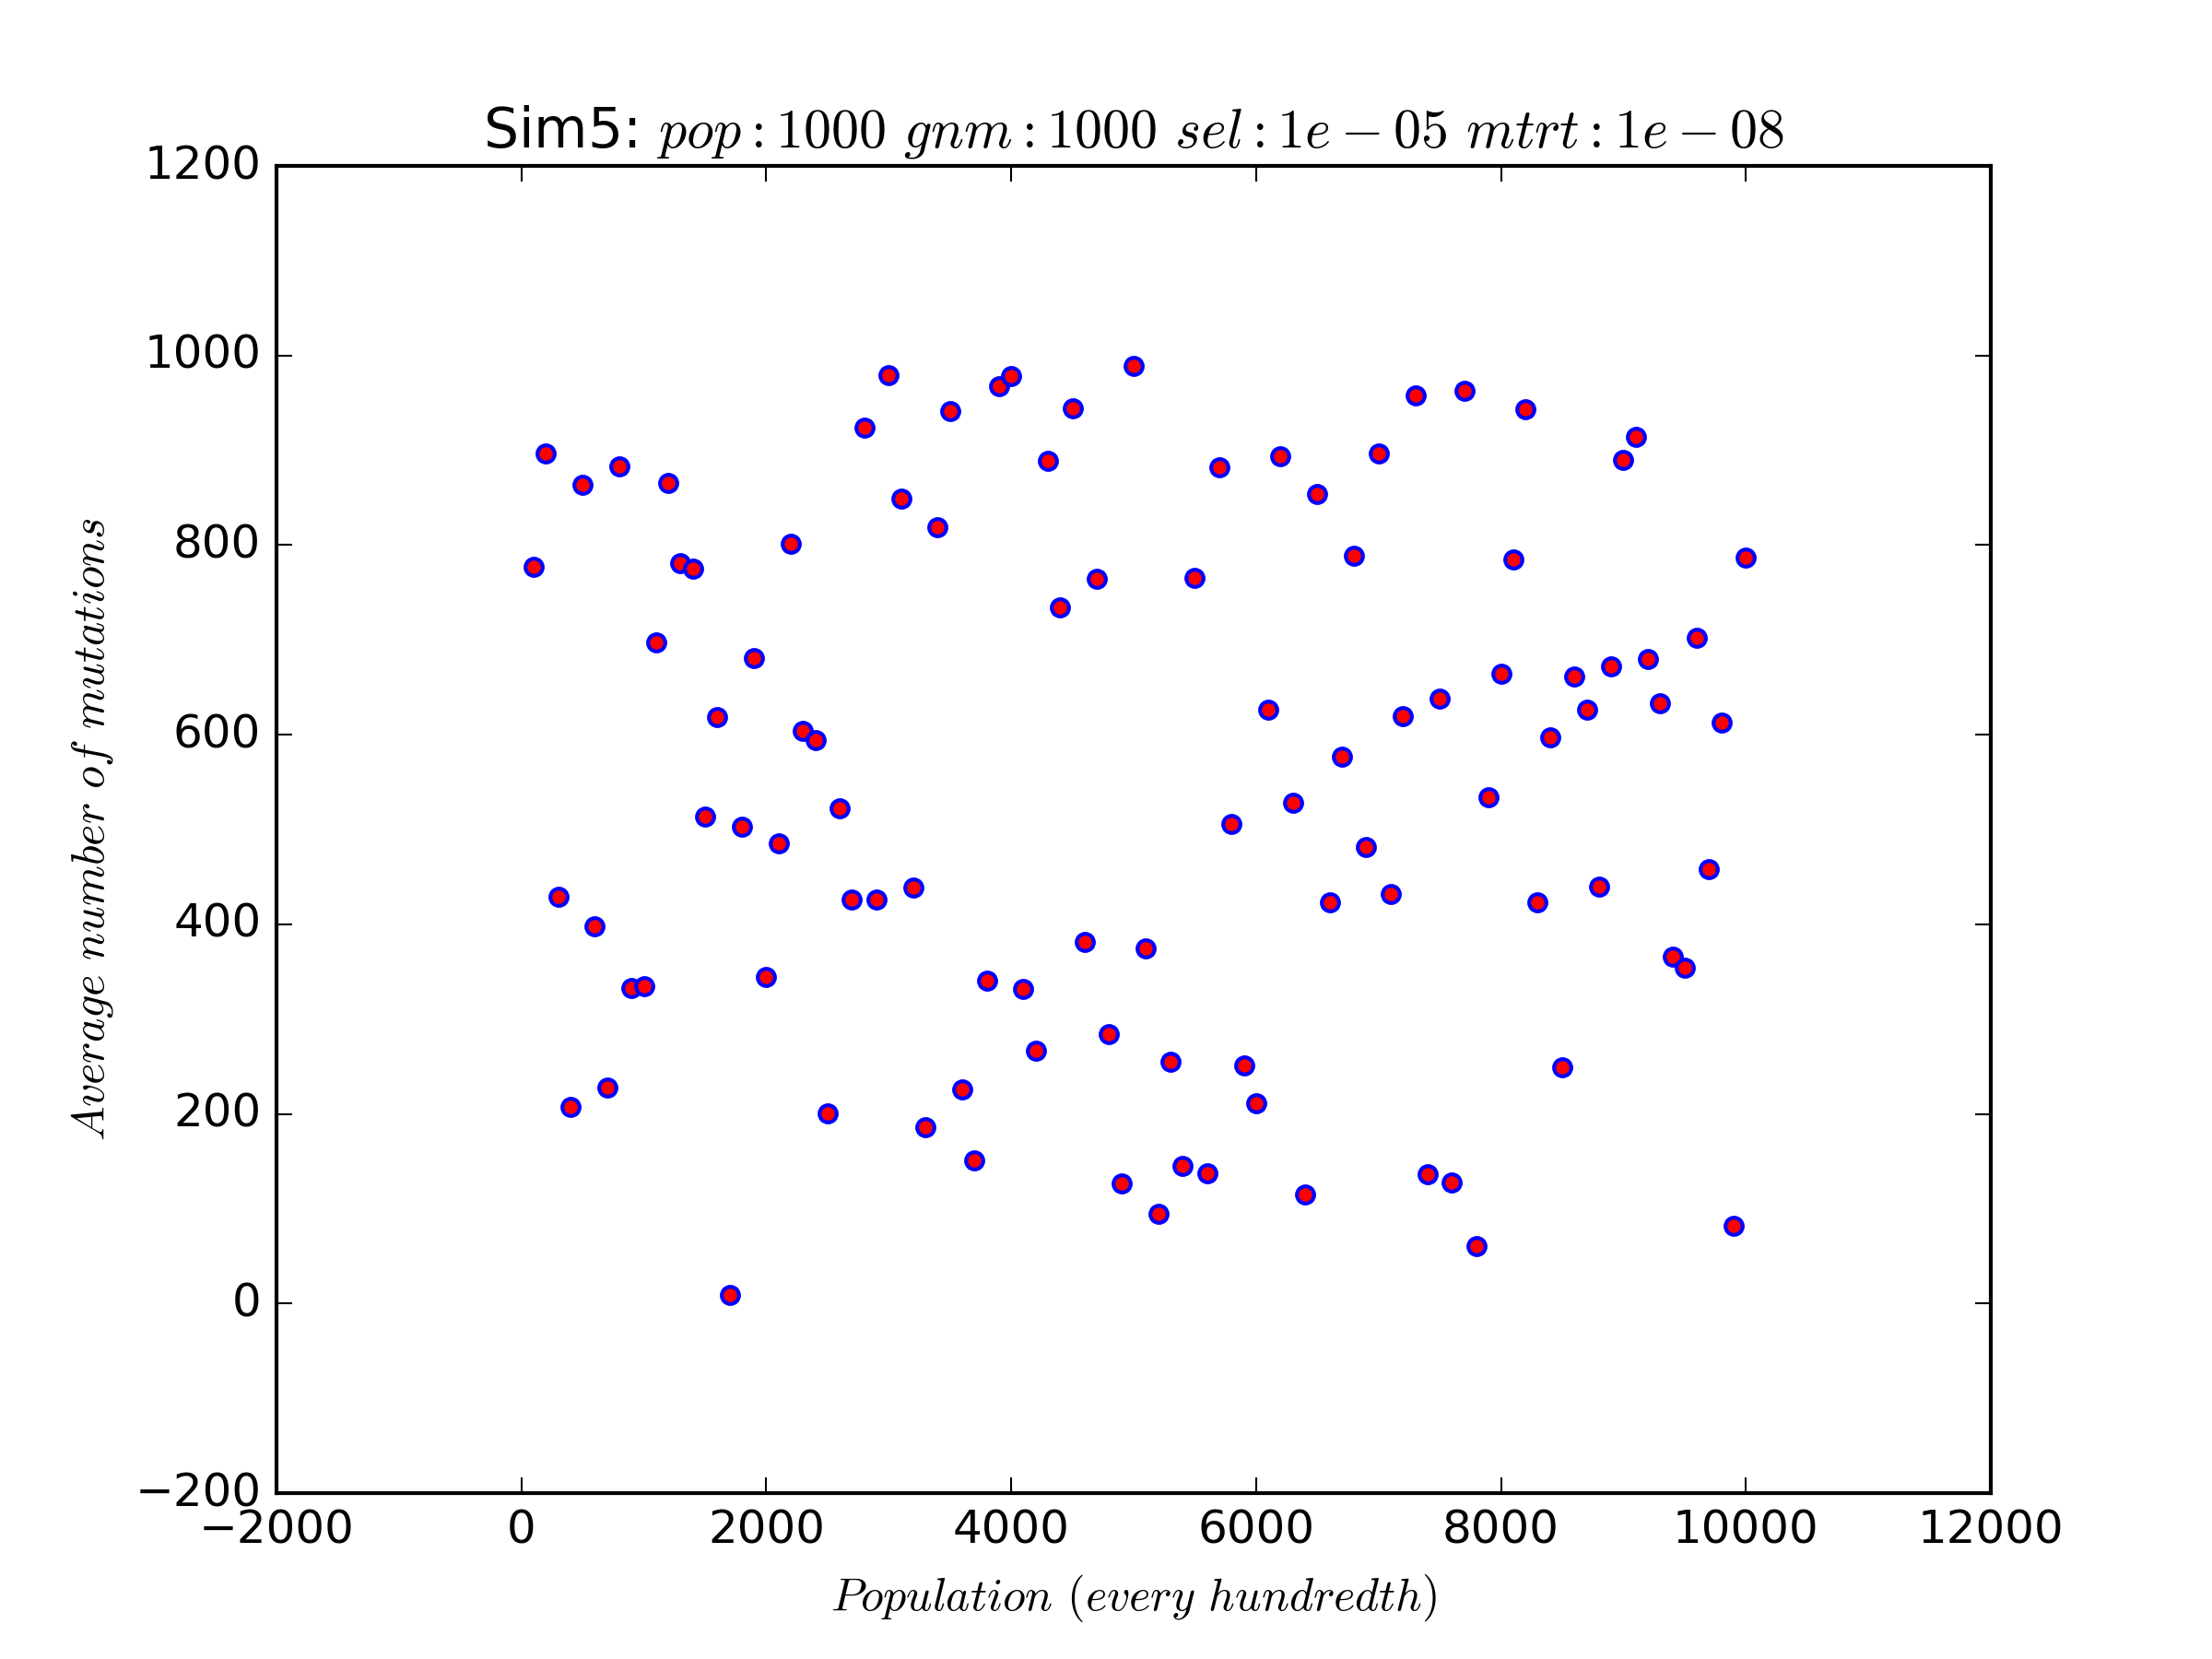 Sim5: pop : 1000 gnm : 1000 sel : 1e − 05 mtrt : 1e − 08
1200
1000
800
600
400
200
0
−200
Average number of mutations
−2000 0 2000 4000 6000 8000 10000 12000
Population (every hundredth)